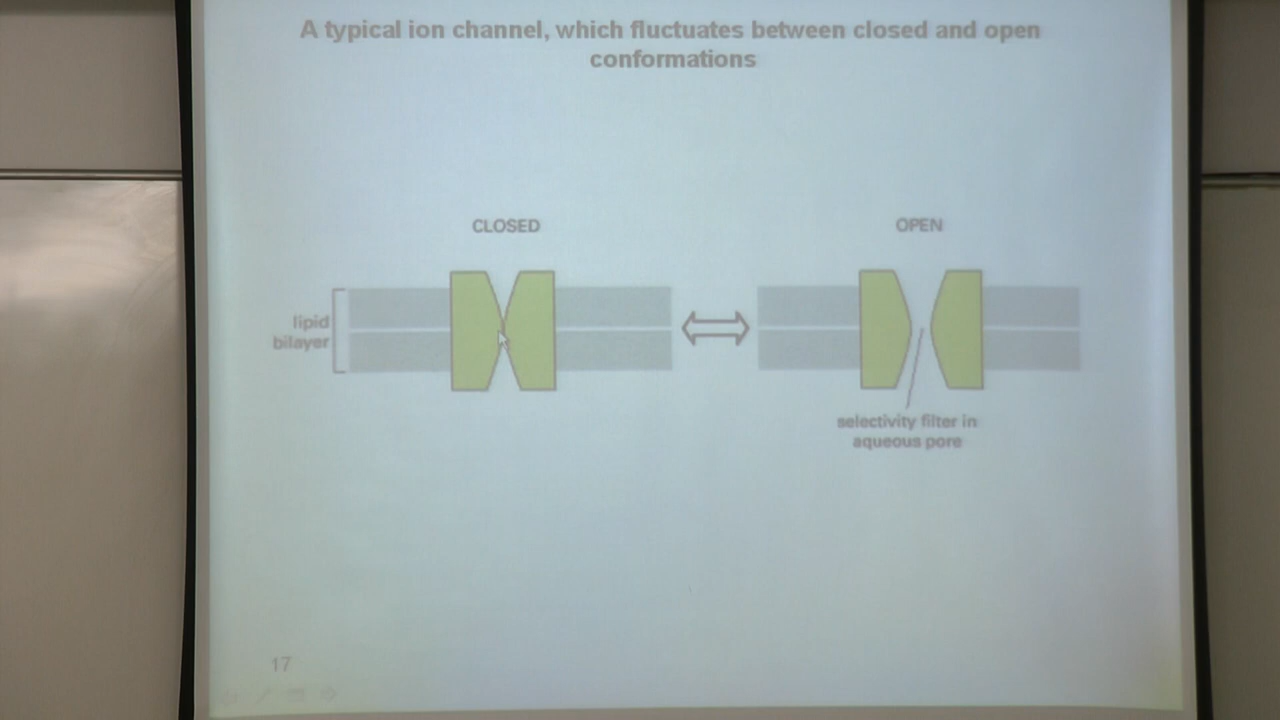 A typical ion channel, which fluctuates between closed and open
conformations
CLOSED
OPEN
lipid
bilayer
selectivity filter in
aqueous pore
17